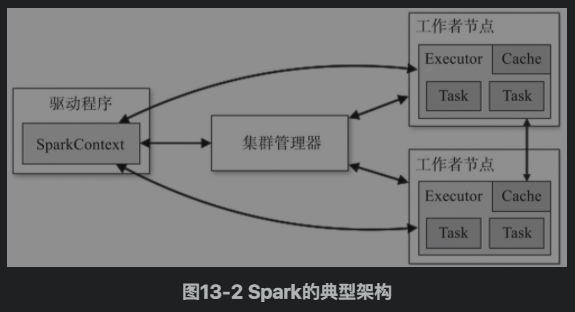 工作者节点
Executor Cache
Task Task
驱动程序
SparkContext
集群管理器
工作者节点
Executor Cache
Task Task
图13-2 Spark的典型架构